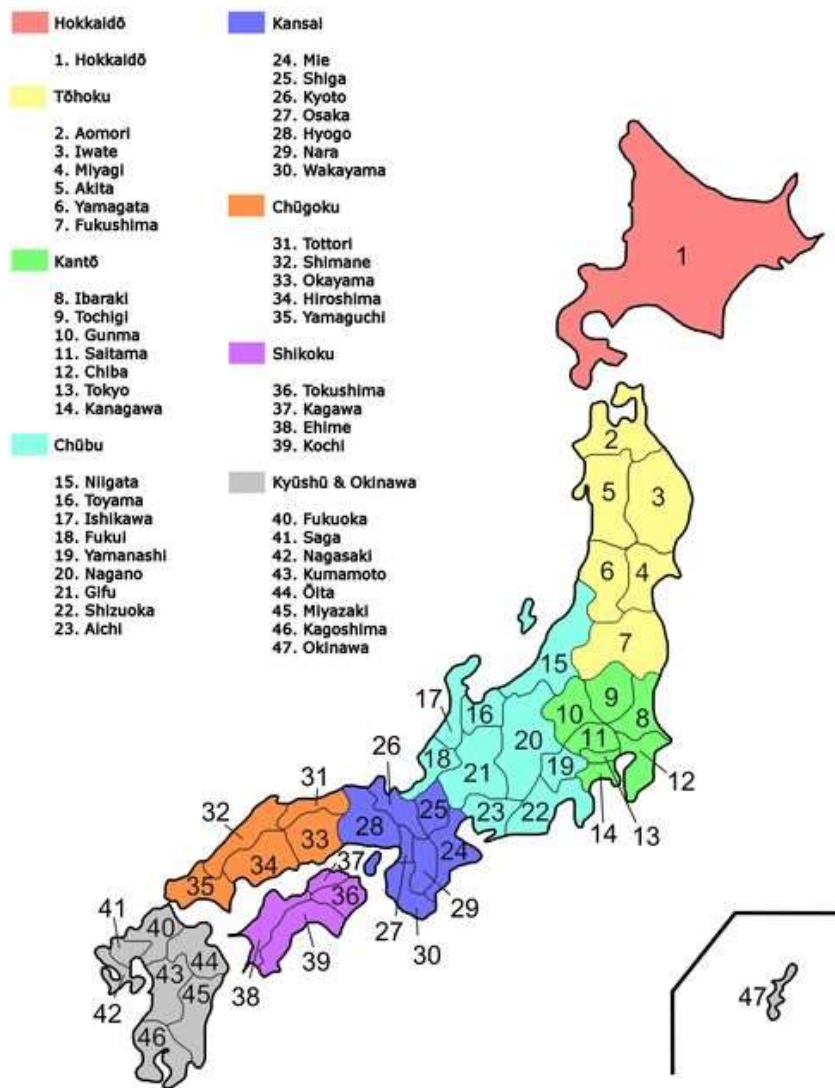 Hokkaidō
1. Hokkaidō
Tōhoku
2. Aomori
3. Iwate
4. Miyagi
5. Akita
6. Yamagata
7. Fukushima
Kantō
8. Ibaraki
9. Tochigi
10. Gunma
11. Saitama
12. Chiba
13. Tokyo
14. Kanagawa
Chūbu
15. Niigata
16. Toyama
17. Ishikawa
18. Fukui
19. Yamanashi
20. Nagano
21. Gifu
22. Shizuoka
23. Aichi
Kansai
24. Mie
25. Shiga
26. Kyoto
27. Osaka
28. Hyogo
29. Nara
30. Wakayama
Chūgoku
31. Tottori
32. Shimane
33. Okayama
34. Hiroshima
35. Yamaguchi
Shikoku
36. Tokushima
37. Kagawa
38. Ehime
39. Kochi
Kyūshū & Okinawa
40. Fukuoka
41. Saga
42. Nagasaki
43. Kumamoto
44. Ōita
45. Miyazaki
46. Kagoshima
47. Okinawa
1
2
5
3
6
4
7
15
9
17
16
10
8
11
20
18
26
21
19
12
31
25
23
22
14
13
32
28
33
24
34
37
35
36
29
41
40
27
30
39
43
44
38
42
45
47
46